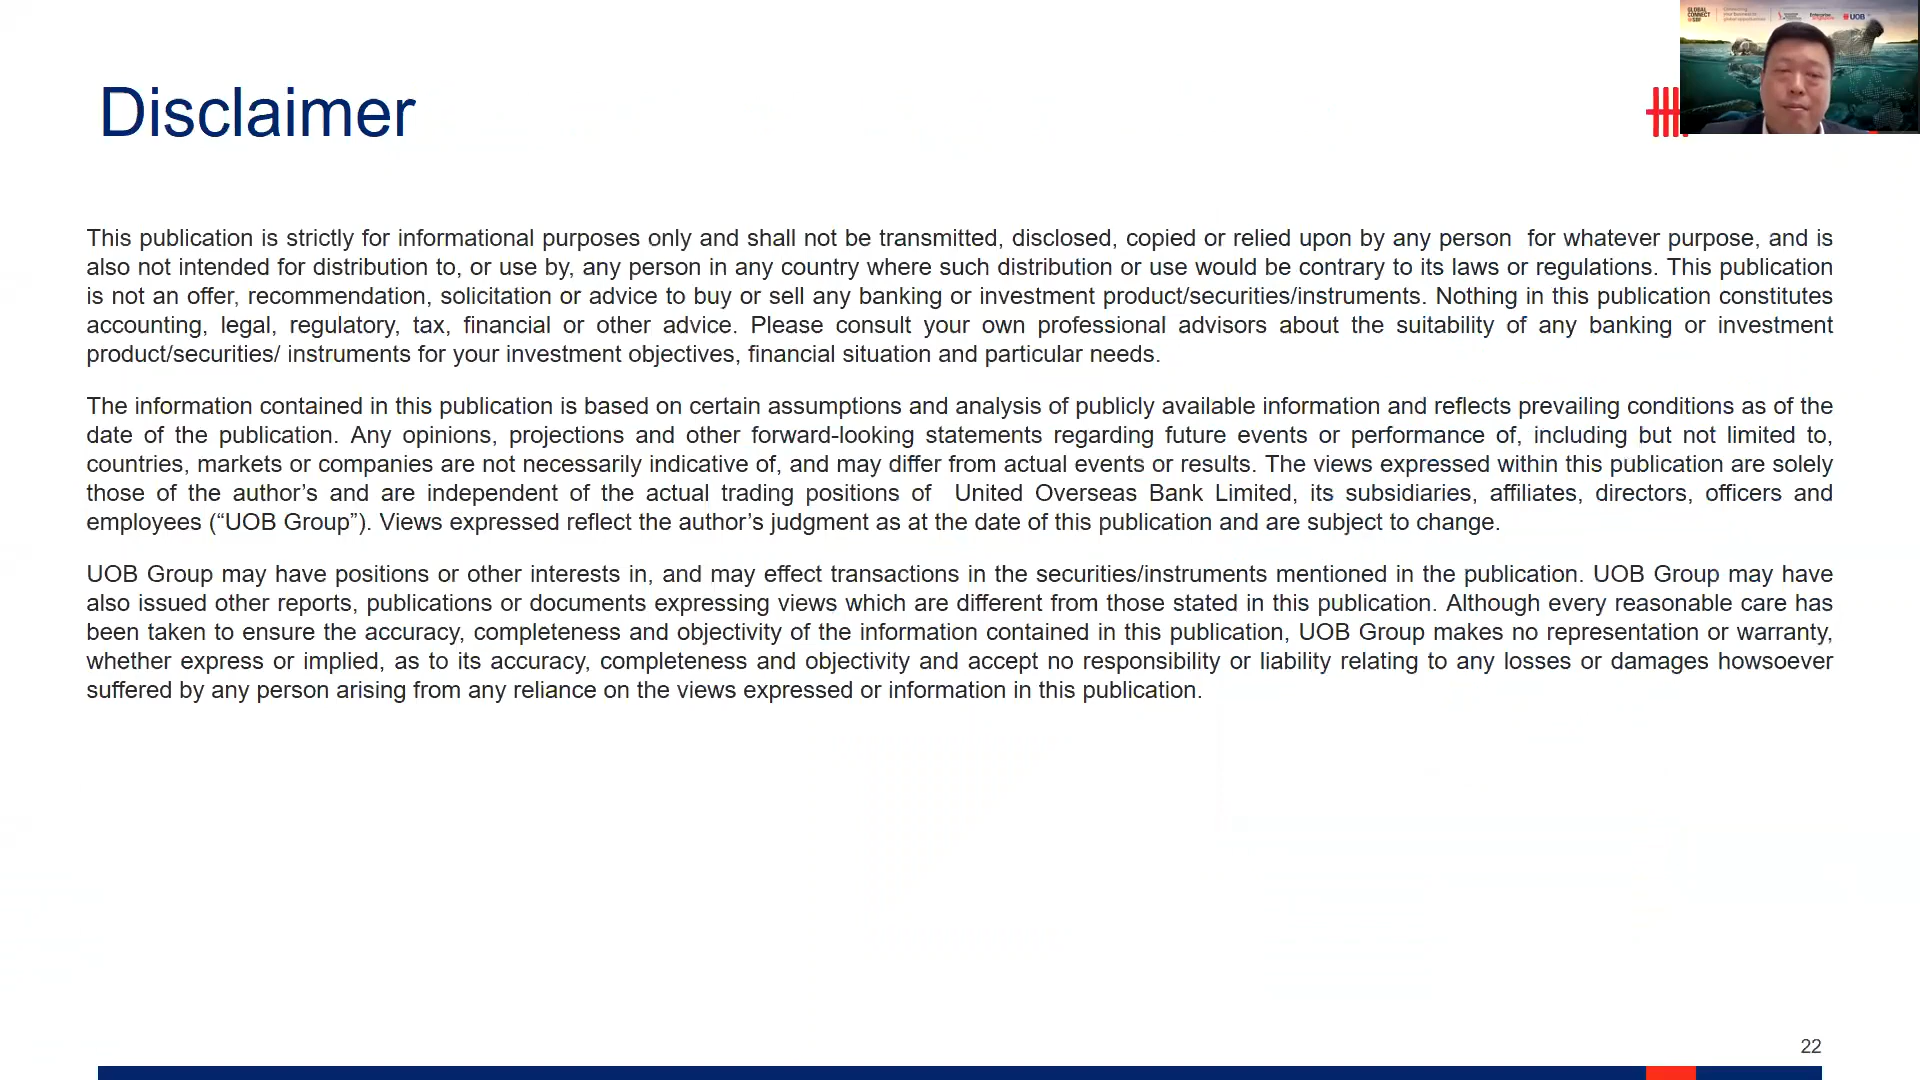 GLOBAL
CONNECT
@SBF
Enterprise
UOB
Disclaimer
This publication is strictly for informational purposes only and shall not be transmitted, disclosed, copied or relied upon by any person  for whatever purpose, and is
also not intended for distribution to, or use by, any person in any country where such distribution or use would be contrary to its laws or regulations. This publication
is not an offer, recommendation, solicitation or advice to buy or sell any banking or investment product/securities/instruments. Nothing in this publication constitutes
accounting, legal, regulatory, tax, financial or other advice. Please consult your own professional advisors about the suitability of any banking or investment
product/securities/ instruments for your investment objectives, financial situation and particular needs.
The information contained in this publication is based on certain assumptions and analysis of publicly available information and reflects prevailing conditions as of the
date of the publication. Any opinions, projections and other forward-looking statements regarding future events or performance of, including but not limited to,
countries, markets or companies are not necessarily indicative of, and may differ from actual events or results. The views expressed within this publication are solely
those of the author’s and are independent of the actual trading positions of  United Overseas Bank Limited, its subsidiaries, affiliates, directors, officers and
employees (“UOB Group”). Views expressed reflect the author’s judgment as at the date of this publication and are subject to change.
UOB Group may have positions or other interests in, and may effect transactions in the securities/instruments mentioned in the publication. UOB Group may have
also issued other reports, publications or documents expressing views which are different from those stated in this publication. Although every reasonable care has
been taken to ensure the accuracy, completeness and objectivity of the information contained in this publication, UOB Group makes no representation or warranty,
whether express or implied, as to its accuracy, completeness and objectivity and accept no responsibility or liability relating to any losses or damages howsoever
suffered by any person arising from any reliance on the views expressed or information in this publication.
22